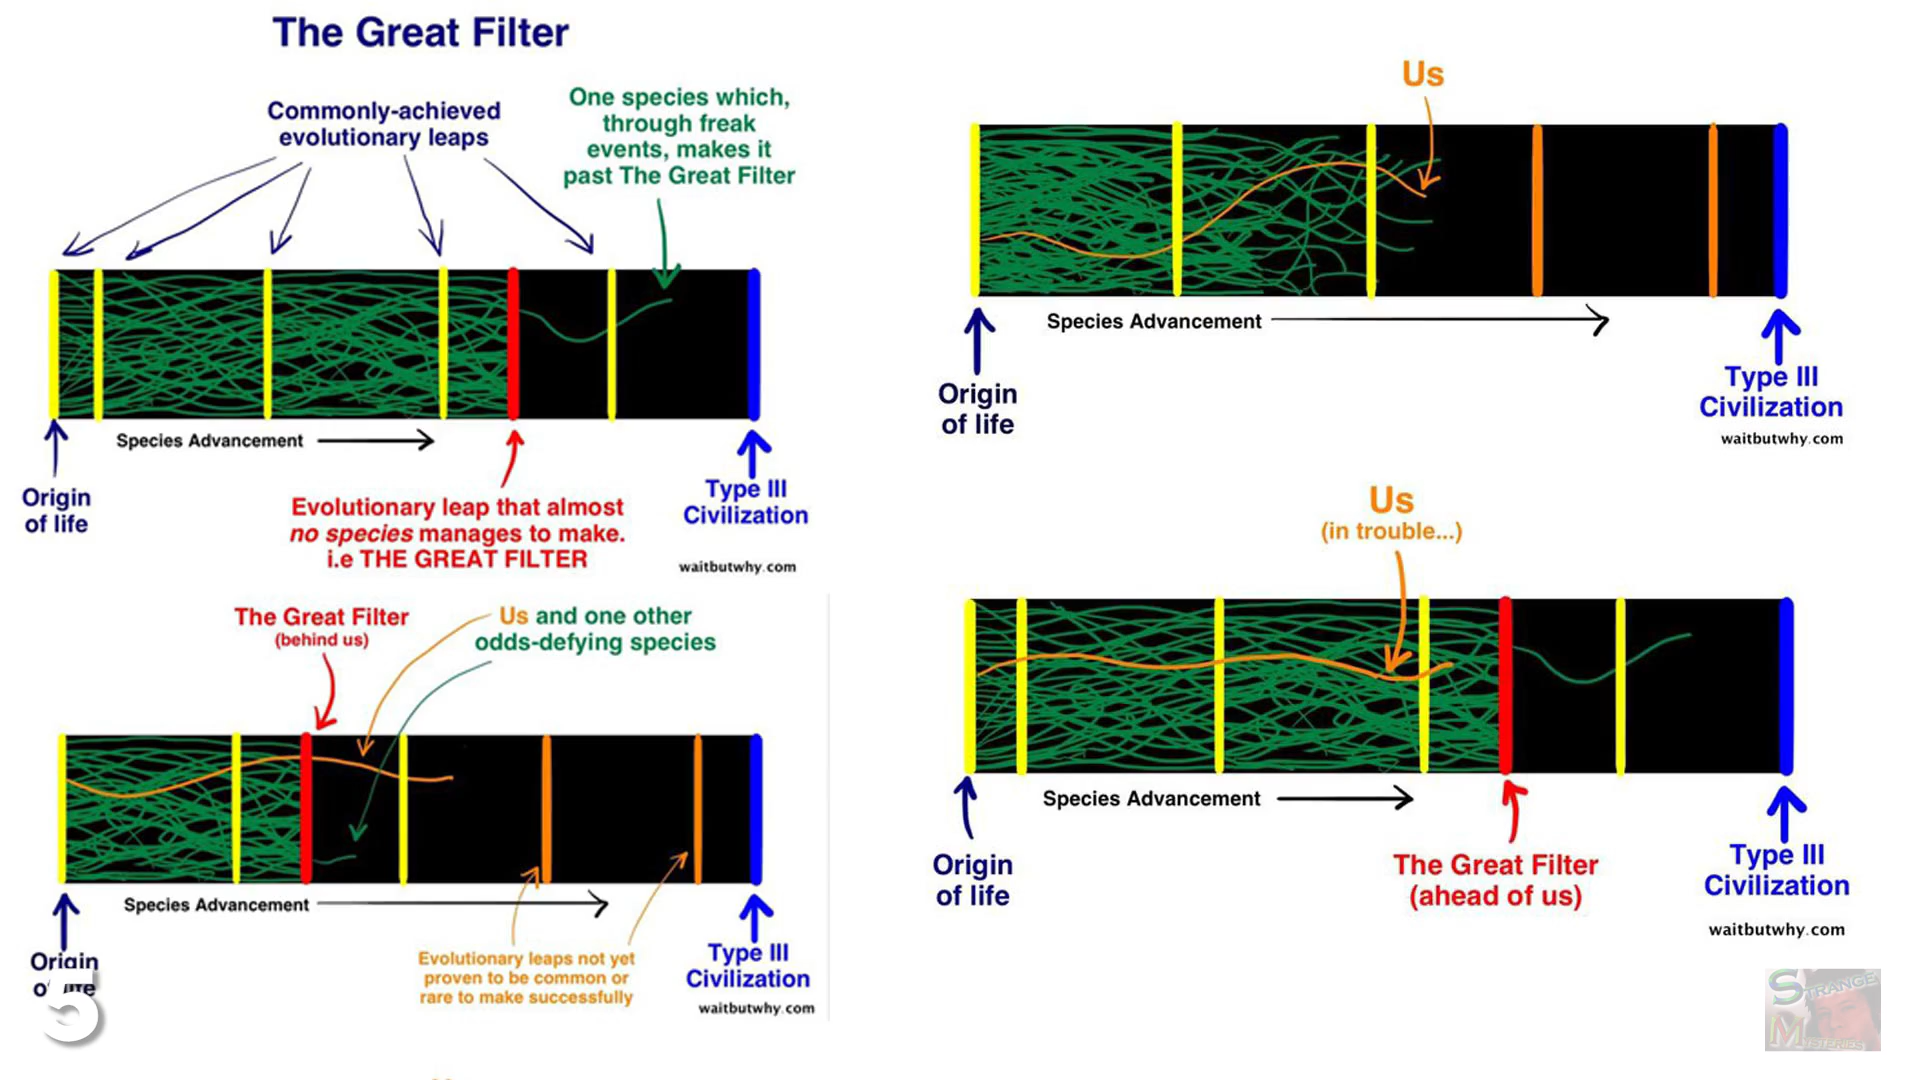 The Great Filter
Commonly-achieved
evolutionary leaps
One species which,
through freak
events, makes it
past The Great Filter
Species Advancement
Origin
of life
Evolutionary leap that almost
no species manages to make.
i.e THE GREAT FILTER
Type III
Civilization
waitbutwhy.com
Us
Species Advancement
Origin
of life
Type III
Civilization
waitbutwhy.com
The Great Filter
(behind us)
Us and one other
odds-defying species
Species Advancement
Origin
of life
Evolutionary leaps not yet
proven to be common or
rare to make successfully
Type III
Civilization
waitbutwhy.com
5
Us
(in trouble...)
Species Advancement
Origin
of life
The Great Filter
(ahead of us)
Type III
Civilization
waitbutwhy.com
STRANGE
MYSTERIES